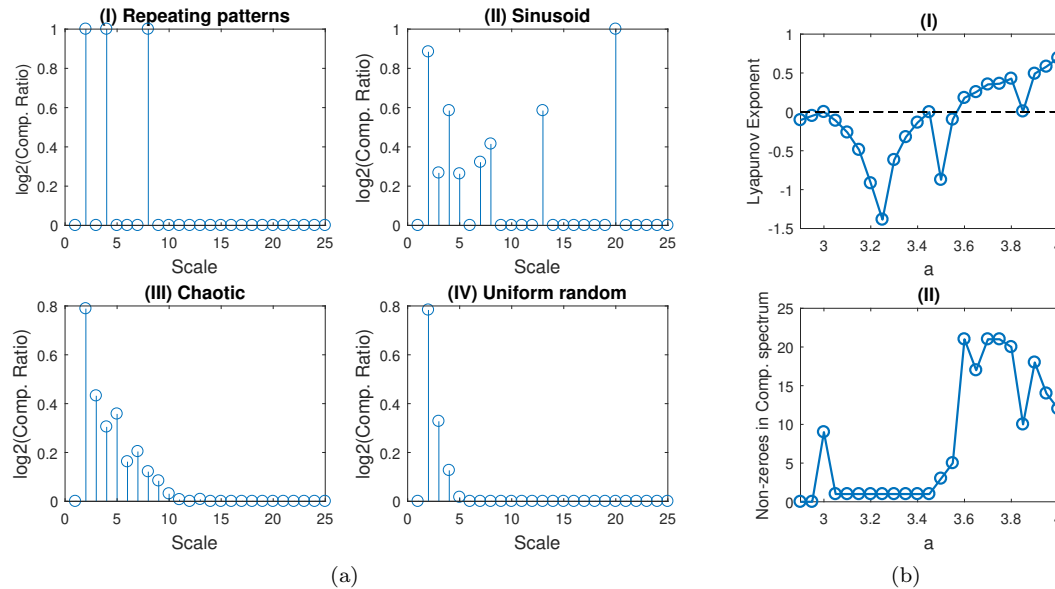 (I) Repeating patterns
log2(Comp. Ratio)
1
0.8
0.6
0.4
0.2
0
0 5 10 15 20 25
Scale
(II) Sinusoid
log2(Comp. Ratio)
1
0.8
0.6
0.4
0.2
0
0 5 10 15 20 25
Scale
(III) Chaotic
log2(Comp. Ratio)
0.8
0.6
0.4
0.2
0
0 5 10 15 20 25
Scale
(IV) Uniform random
log2(Comp. Ratio)
0.8
0.6
0.4
0.2
0
0 5 10 15 20 25
Scale
(a)
(I)
Lyapunov Exponent
1
0.5
0
-0.5
-1
-1.5
3 3.2 3.4 3.6 3.8
a
(II)
Non-zeroes in Comp. spectrum
25
20
15
10
5
0
3 3.2 3.4 3.6 3.8
a
(b)